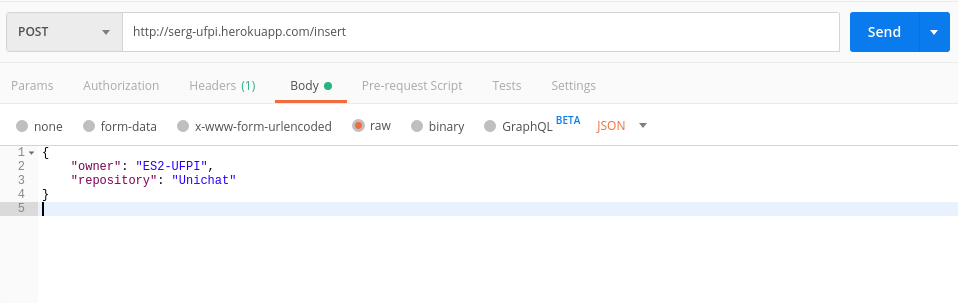 POST http://serg-ufpi.herokuapp.com/insert Send
Params Authorization Headers (1) Body Pre-request Script Tests Settings
none form-data x-www-form-urlencoded raw binary GraphQL BETA JSON
1 {
2 "owner": "ES2-UFPI",
3 "repository": "Unichat"
4 }
5